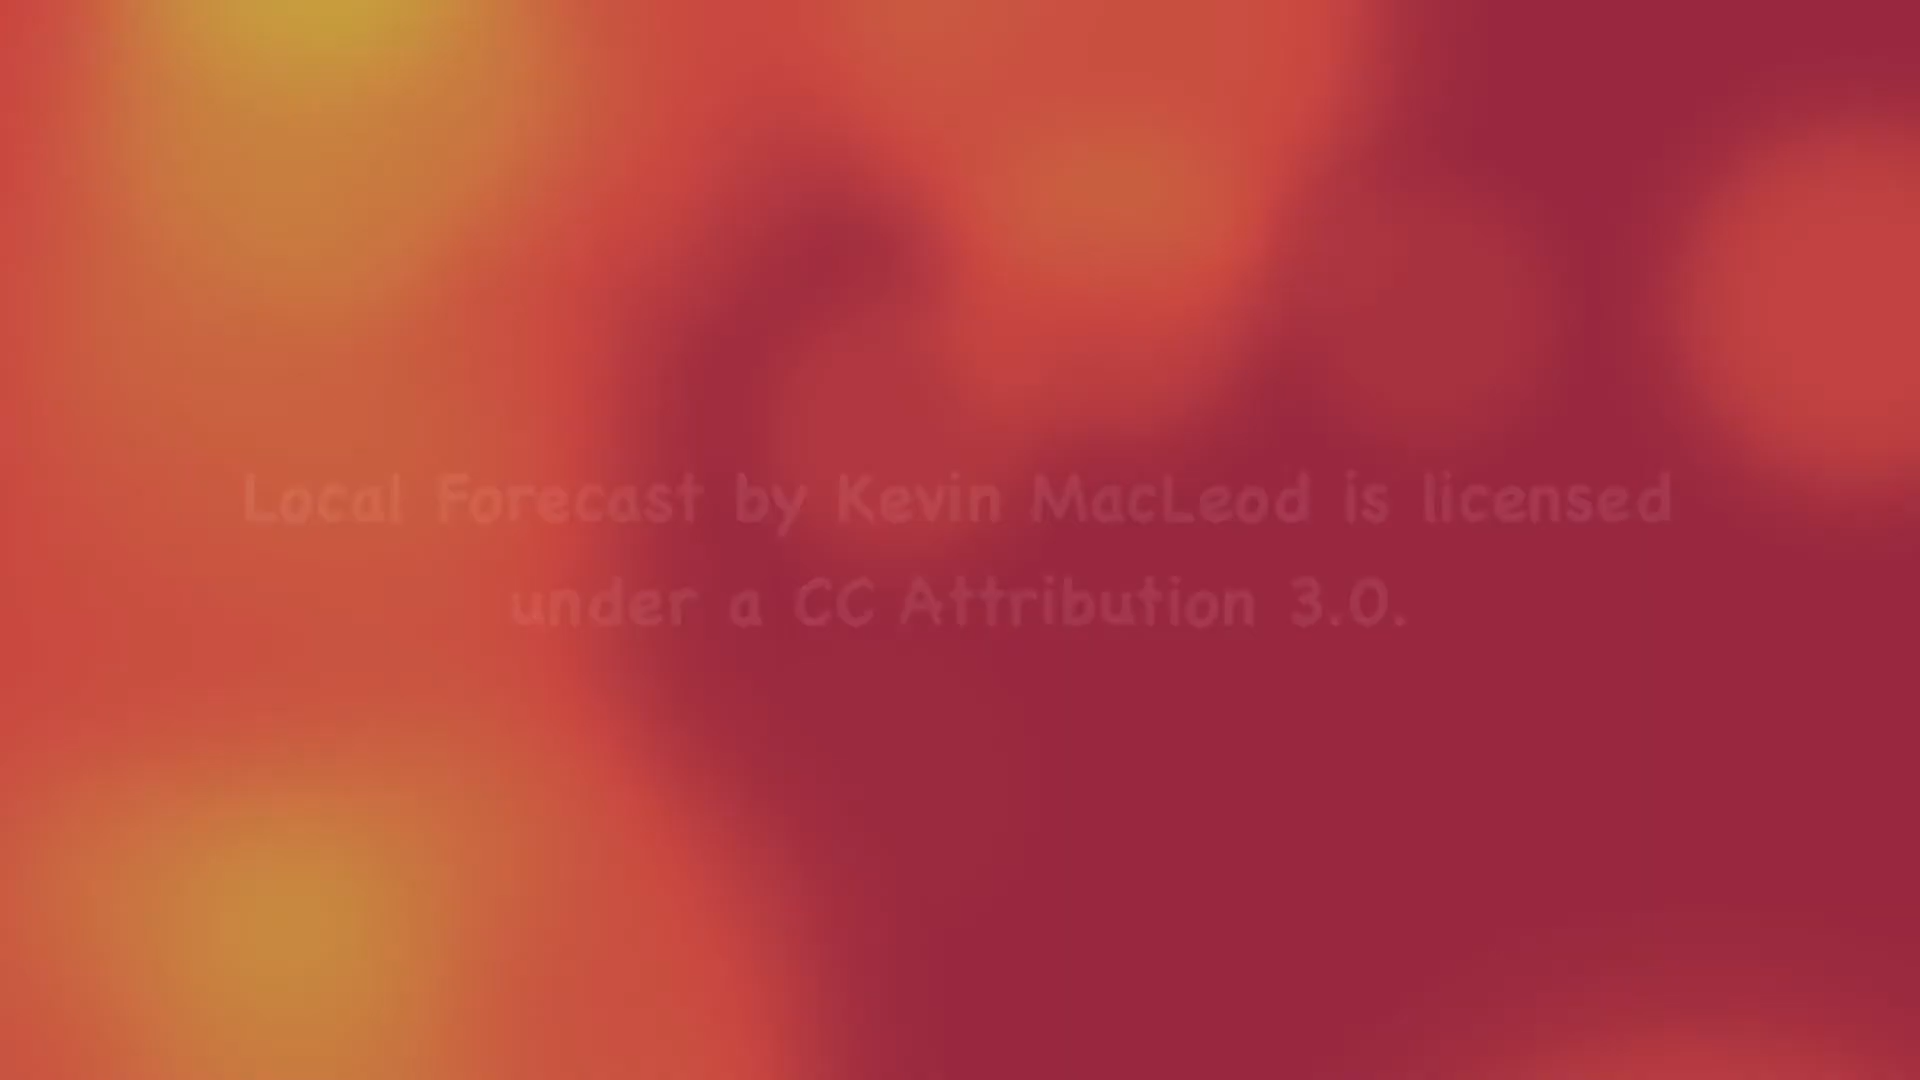 Local Forecast by Kevin MacLeod is licensed
under a CC Attribution 3.0.